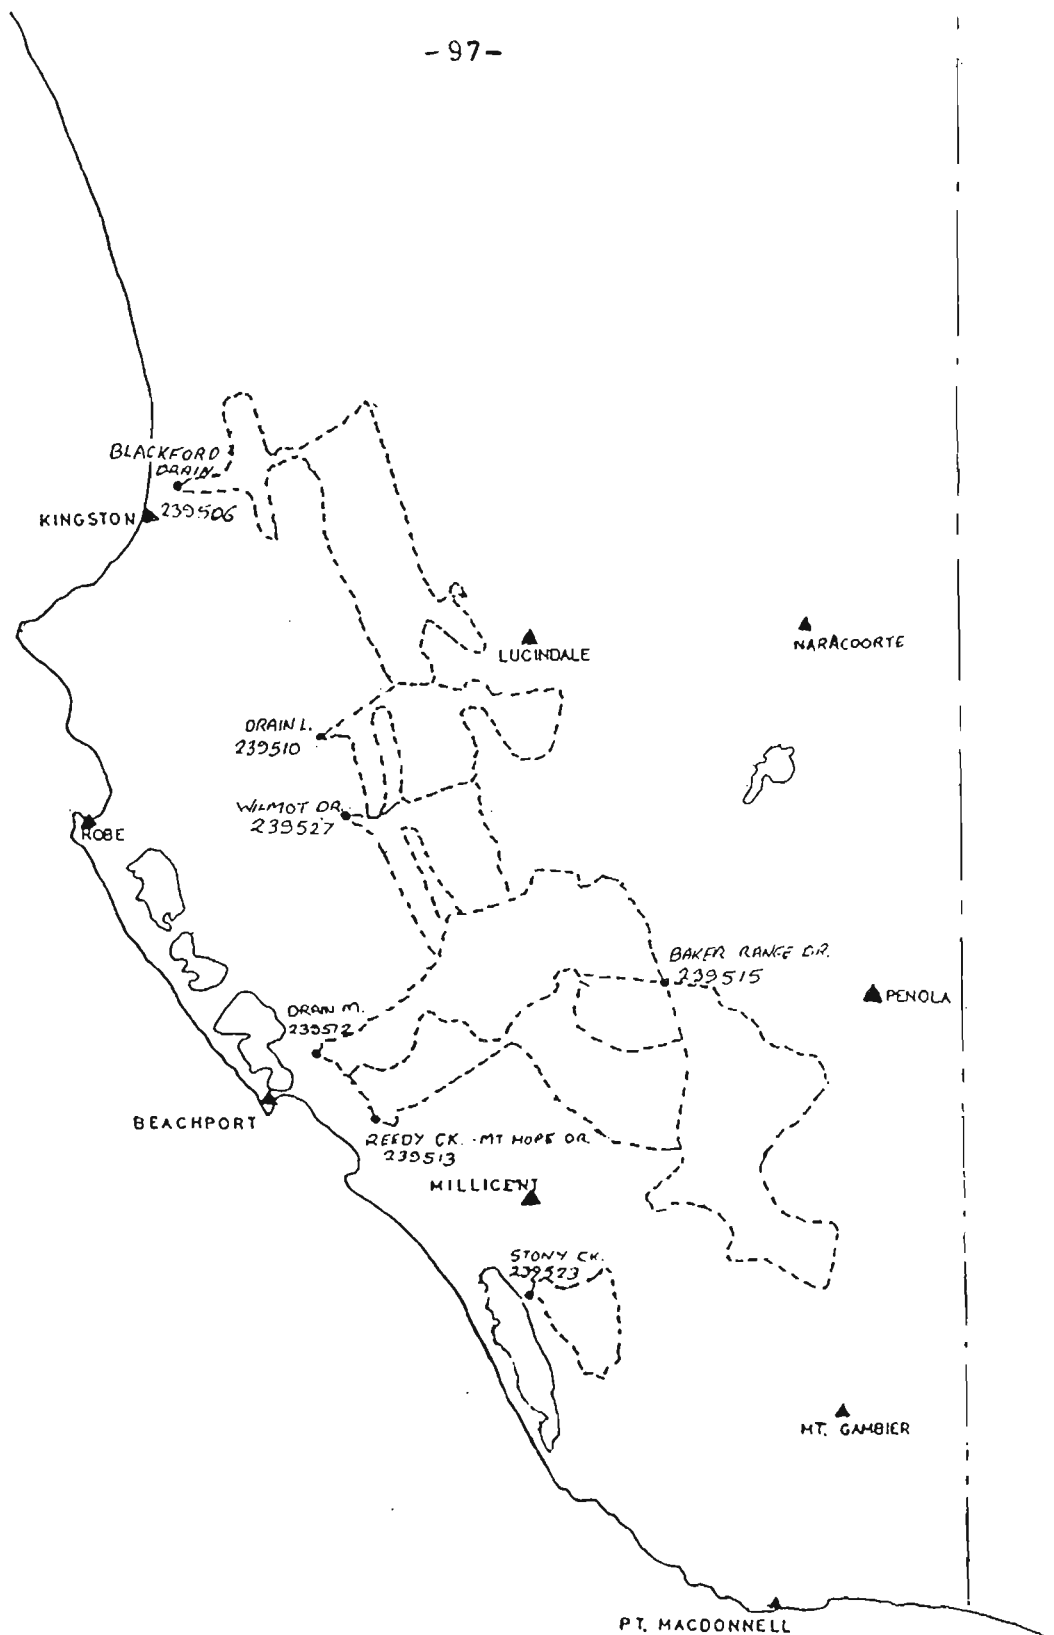 -97-
BLACKFORD
DRAIN
239506
KINGSTON
LUCINDALE
NARACOORTE
DRAIN L.
239510
WILMOT DR.
239527
ROBE
BAKER RANGE DR.
239515
PENOLA
DRAIN M.
239512
BEACHPORT
REEDY CK. -MT HOPE DR
239513
MILLICENT
STONY CK.
239523
MT. GAMBIER
PT. MACDONNELL